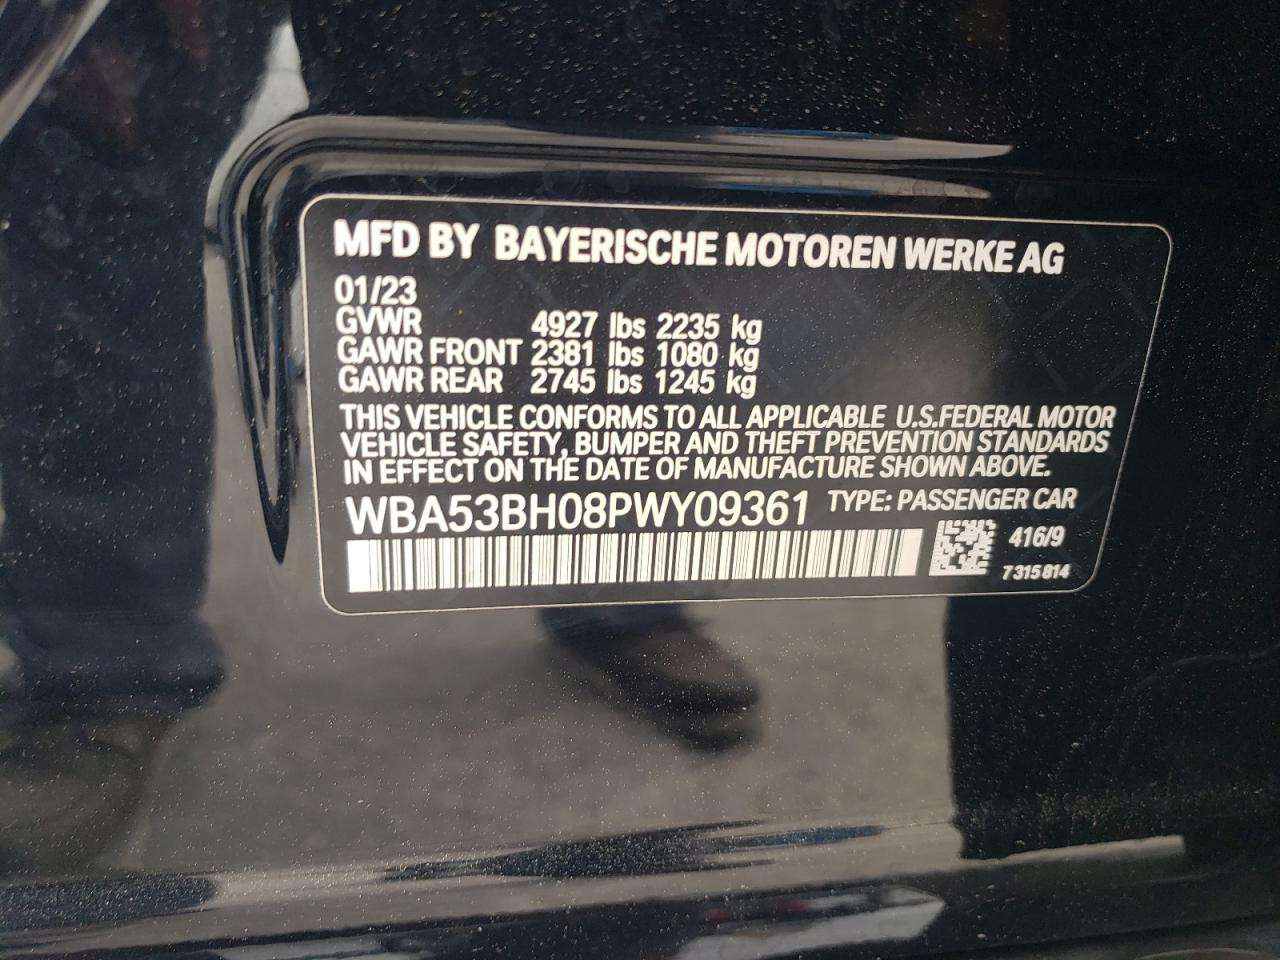 MFD BY BAYERISCHE MOTOREN WERKE AG
01/23
GVWR 4927 lbs 2235 kg
GAWR FRONT 2381 lbs 1080 kg
GAWR REAR 2745 lbs 1245 kg
THIS VEHICLE CONFORMS TO ALL APPLICABLE U.S.FEDERAL MOTOR
VEHICLE SAFETY, BUMPER AND THEFT PREVENTION STANDARDS
IN EFFECT ON THE DATE OF MANUFACTURE SHOWN ABOVE.
WBA53BH08PWY09361 TYPE: PASSENGER CAR
416/9
7315814